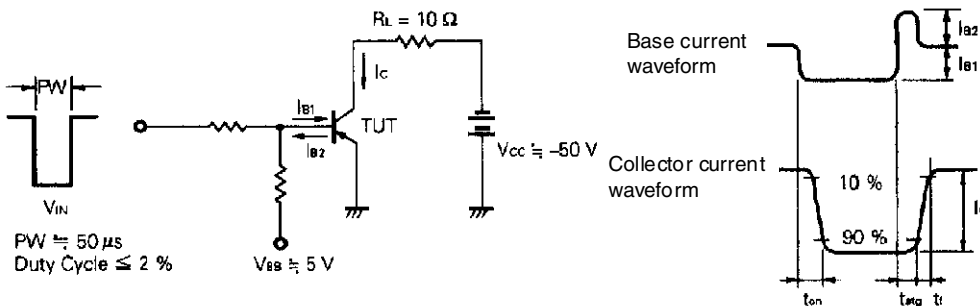 RL = 10 Ω
PW
IC
IB1
TUT
IB2
VCC ≒ –50 V
VIN
PW ≒ 50 μs
Duty Cycle ≦ 2 %
VBB ≒ 5 V
Base current
waveform
IB2
IB1
Collector current
waveform
10 %
90 %
ton
tstg
tf